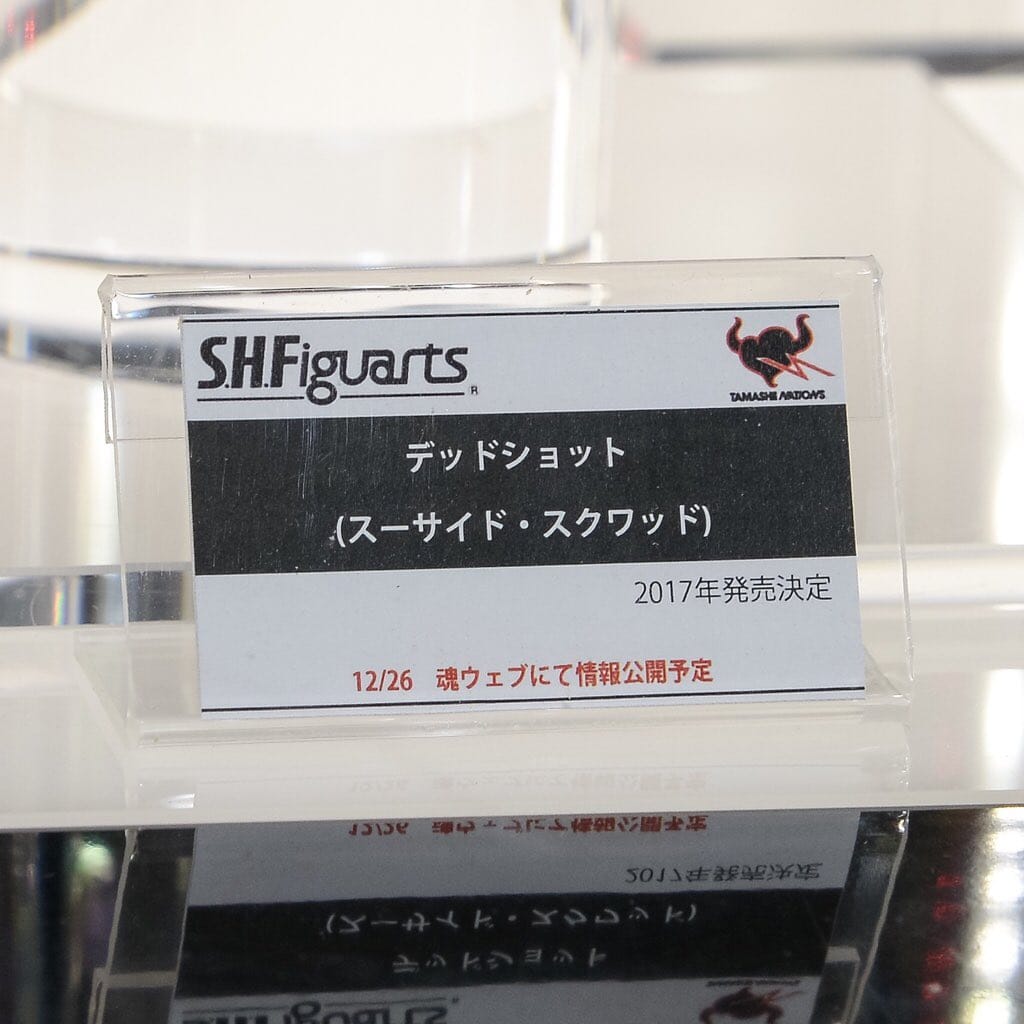 S.H.Figuarts®
TAMASHII NATIONS
デッドショット
(スーサイド・スクワッド)
2017年発売決定
12/26 魂ウェブにて情報公開予定